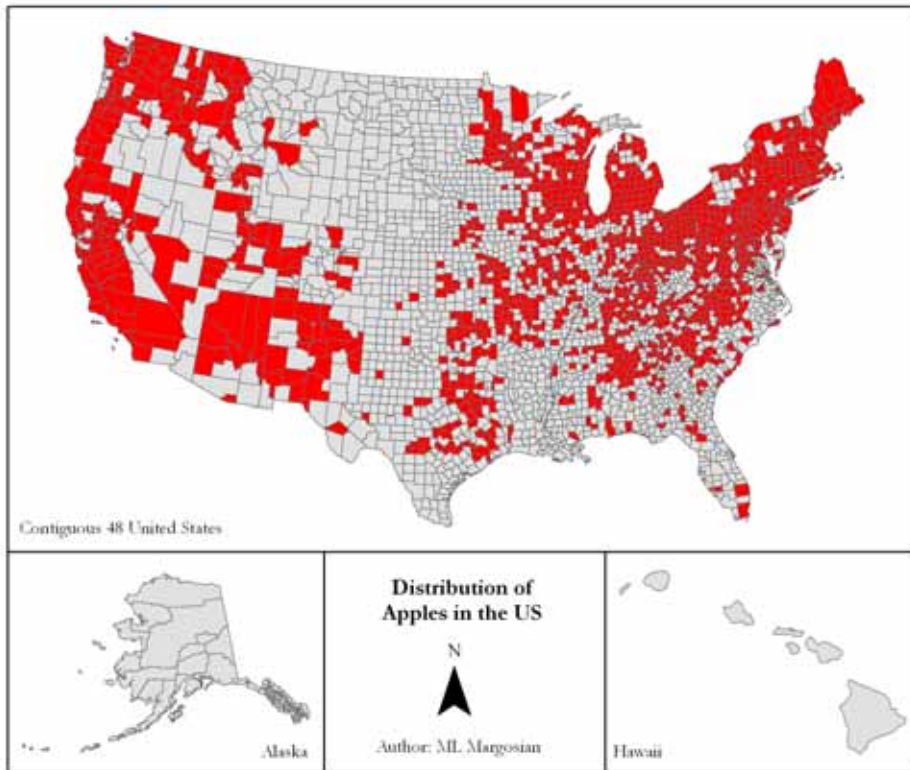 Contiguous 48 United States
Alaska
Distribution of
Apples in the US
N
Author: ML Margosian
Hawaii